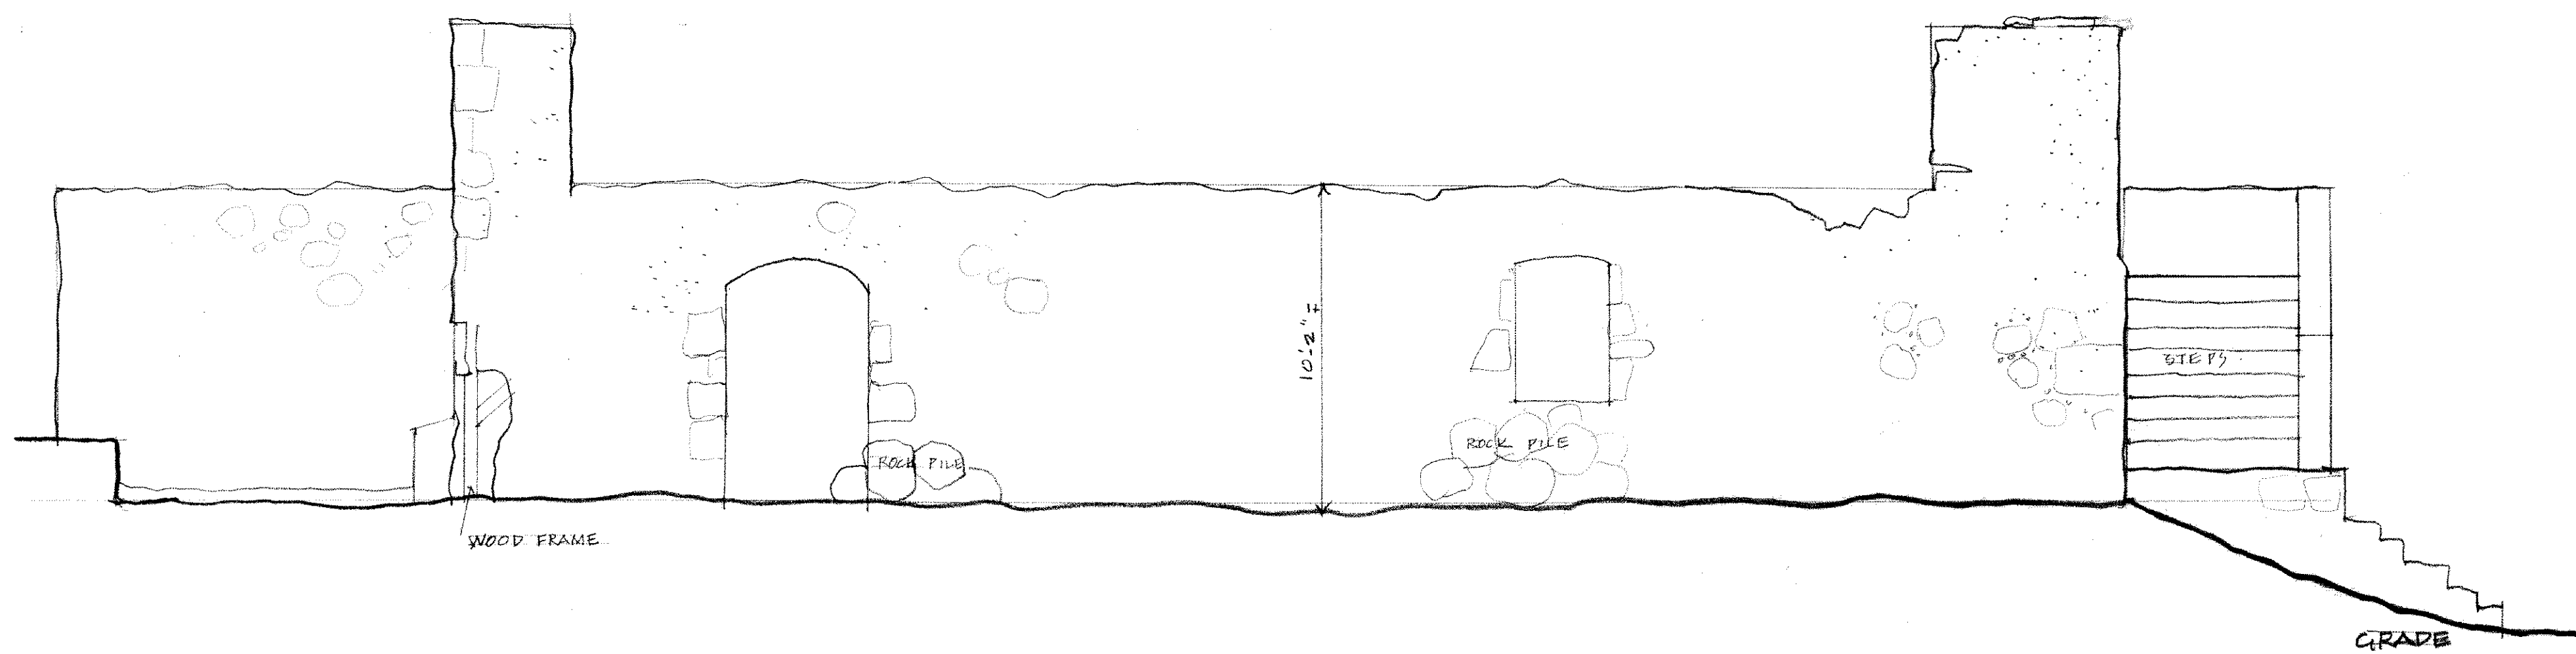 10'-2" ±
STEPS
ROCK PILE
ROCK PILE
WOOD FRAME
GRADE